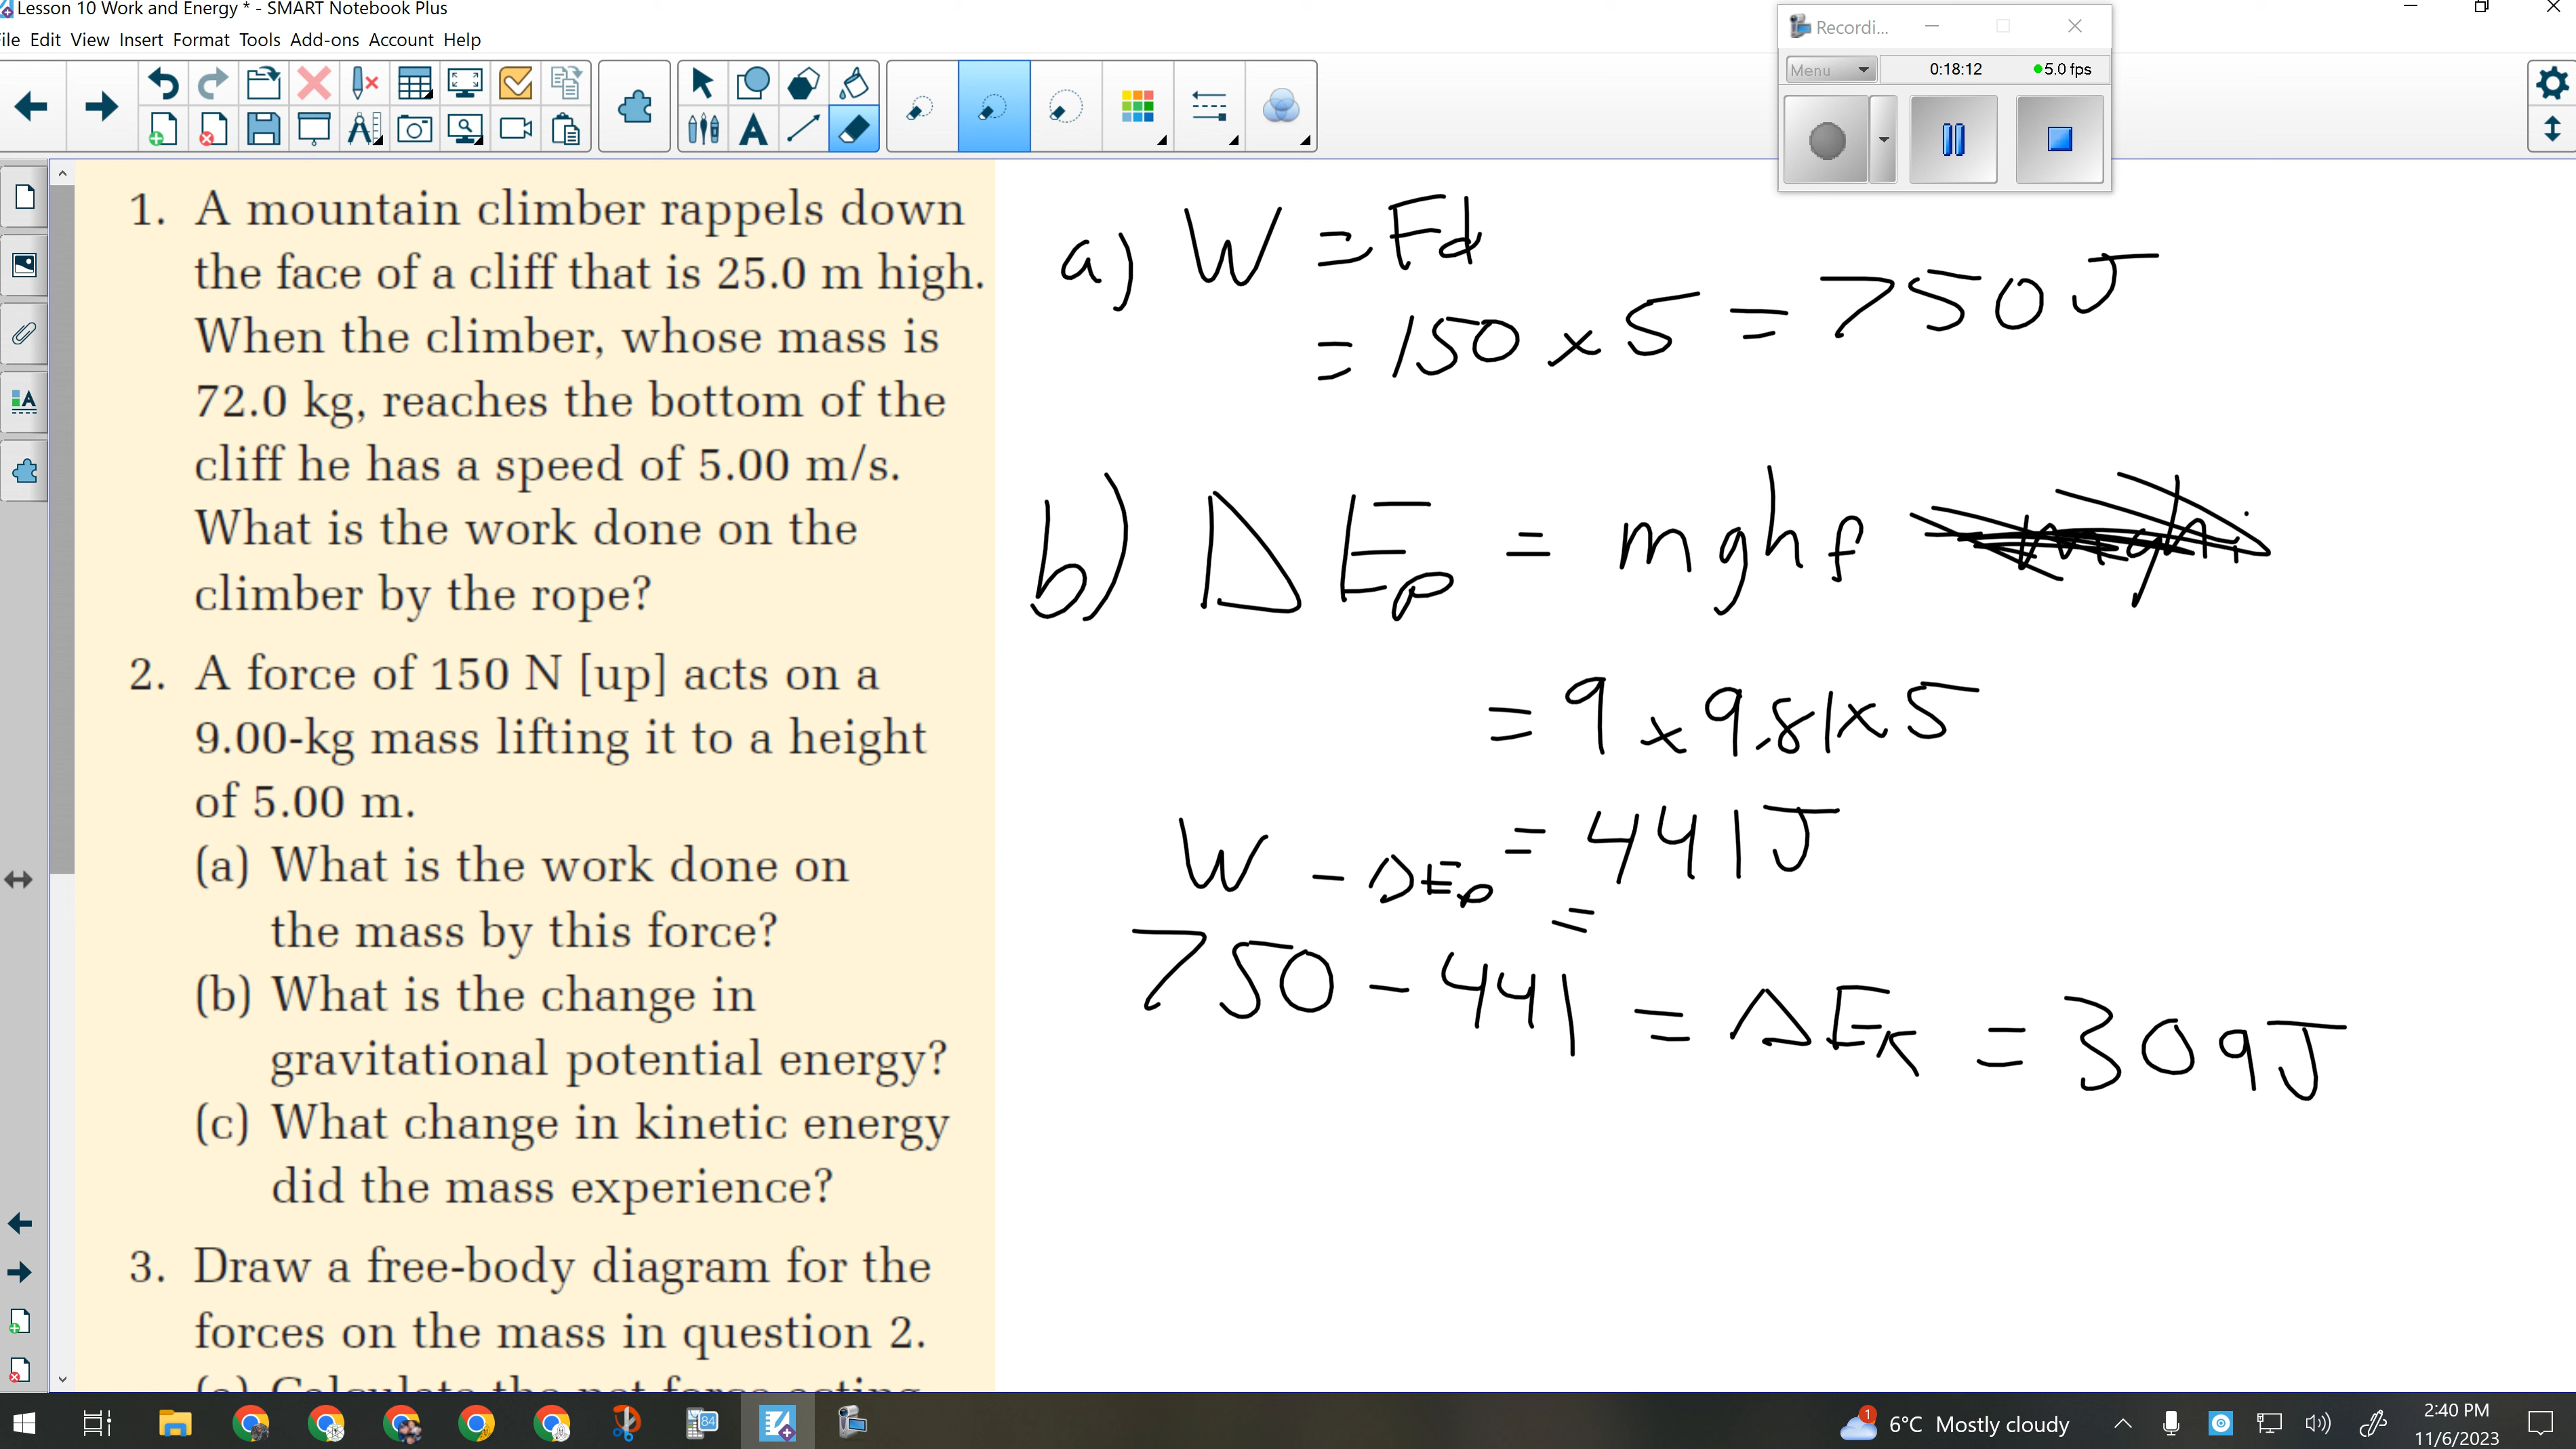 Lesson 10 Work and Energy * - SMART Notebook Plus
File Edit View Insert Format Tools Add-ons Account Help
Recordi...
Menu
0:18:12
5.0 fps
1. A mountain climber rappels down
the face of a cliff that is 25.0 m high.
When the climber, whose mass is
72.0 kg, reaches the bottom of the
cliff he has a speed of 5.00 m/s.
What is the work done on the
climber by the rope?
2. A force of 150 N [up] acts on a
9.00-kg mass lifting it to a height
of 5.00 m.
(a) What is the work done on
the mass by this force?
(b) What is the change in
gravitational potential energy?
(c) What change in kinetic energy
did the mass experience?
3. Draw a free-body diagram for the
forces on the mass in question 2.
(a) Calculate the net force acting
a) W = Fd
= 150 x 5 = 750 J
b) ΔEp = mghf
= 9 x 9.81 x 5
= 441 J
W - ΔEp =
750 - 441 = ΔEK = 309 J
84
1
6°C Mostly cloudy
2:40 PM
11/6/2023